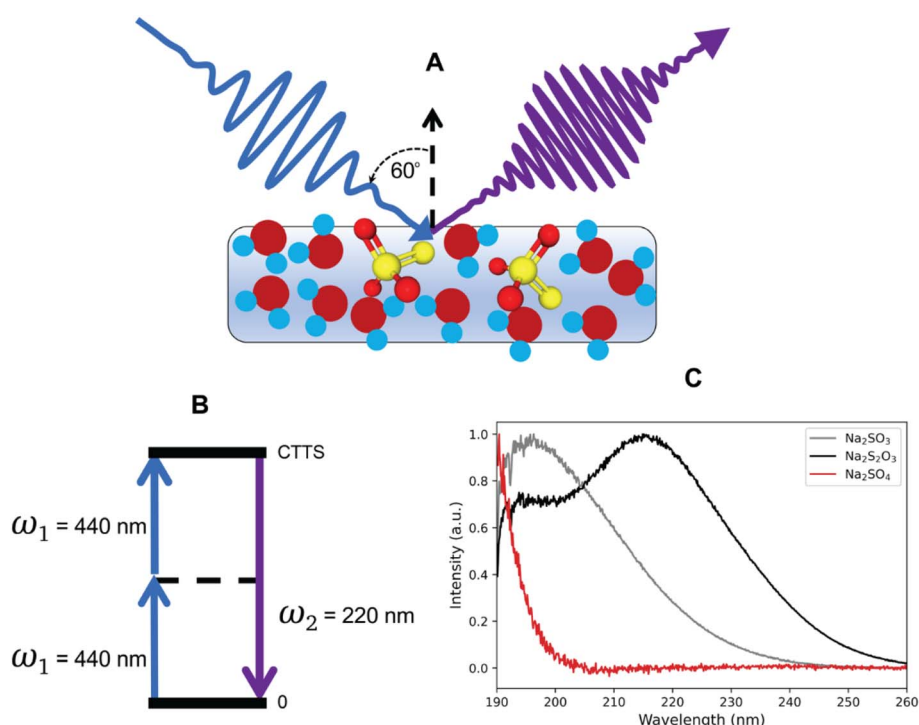 A
60°
B
CTTS
ω₁ = 440 nm
ω₂ = 220 nm
ω₁ = 440 nm
0
C
Intensity (a.u.)
1.0
0.8
0.6
0.4
0.2
0.0
Na₂SO₃
Na₂S₂O₃
Na₂SO₄
190 200 210 220 230 240 250 260
Wavelength (nm)